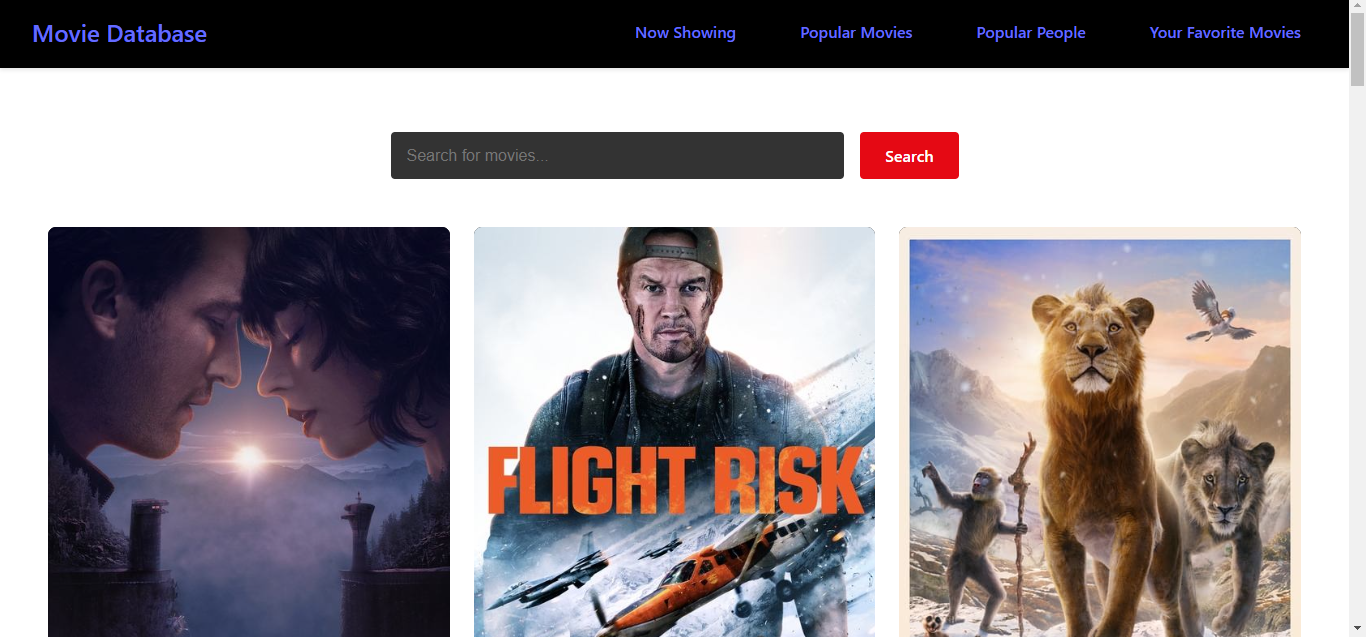 Movie Database
Now Showing
Popular Movies
Popular People
Your Favorite Movies
Search for movies...
Search
FLIGHT RISK